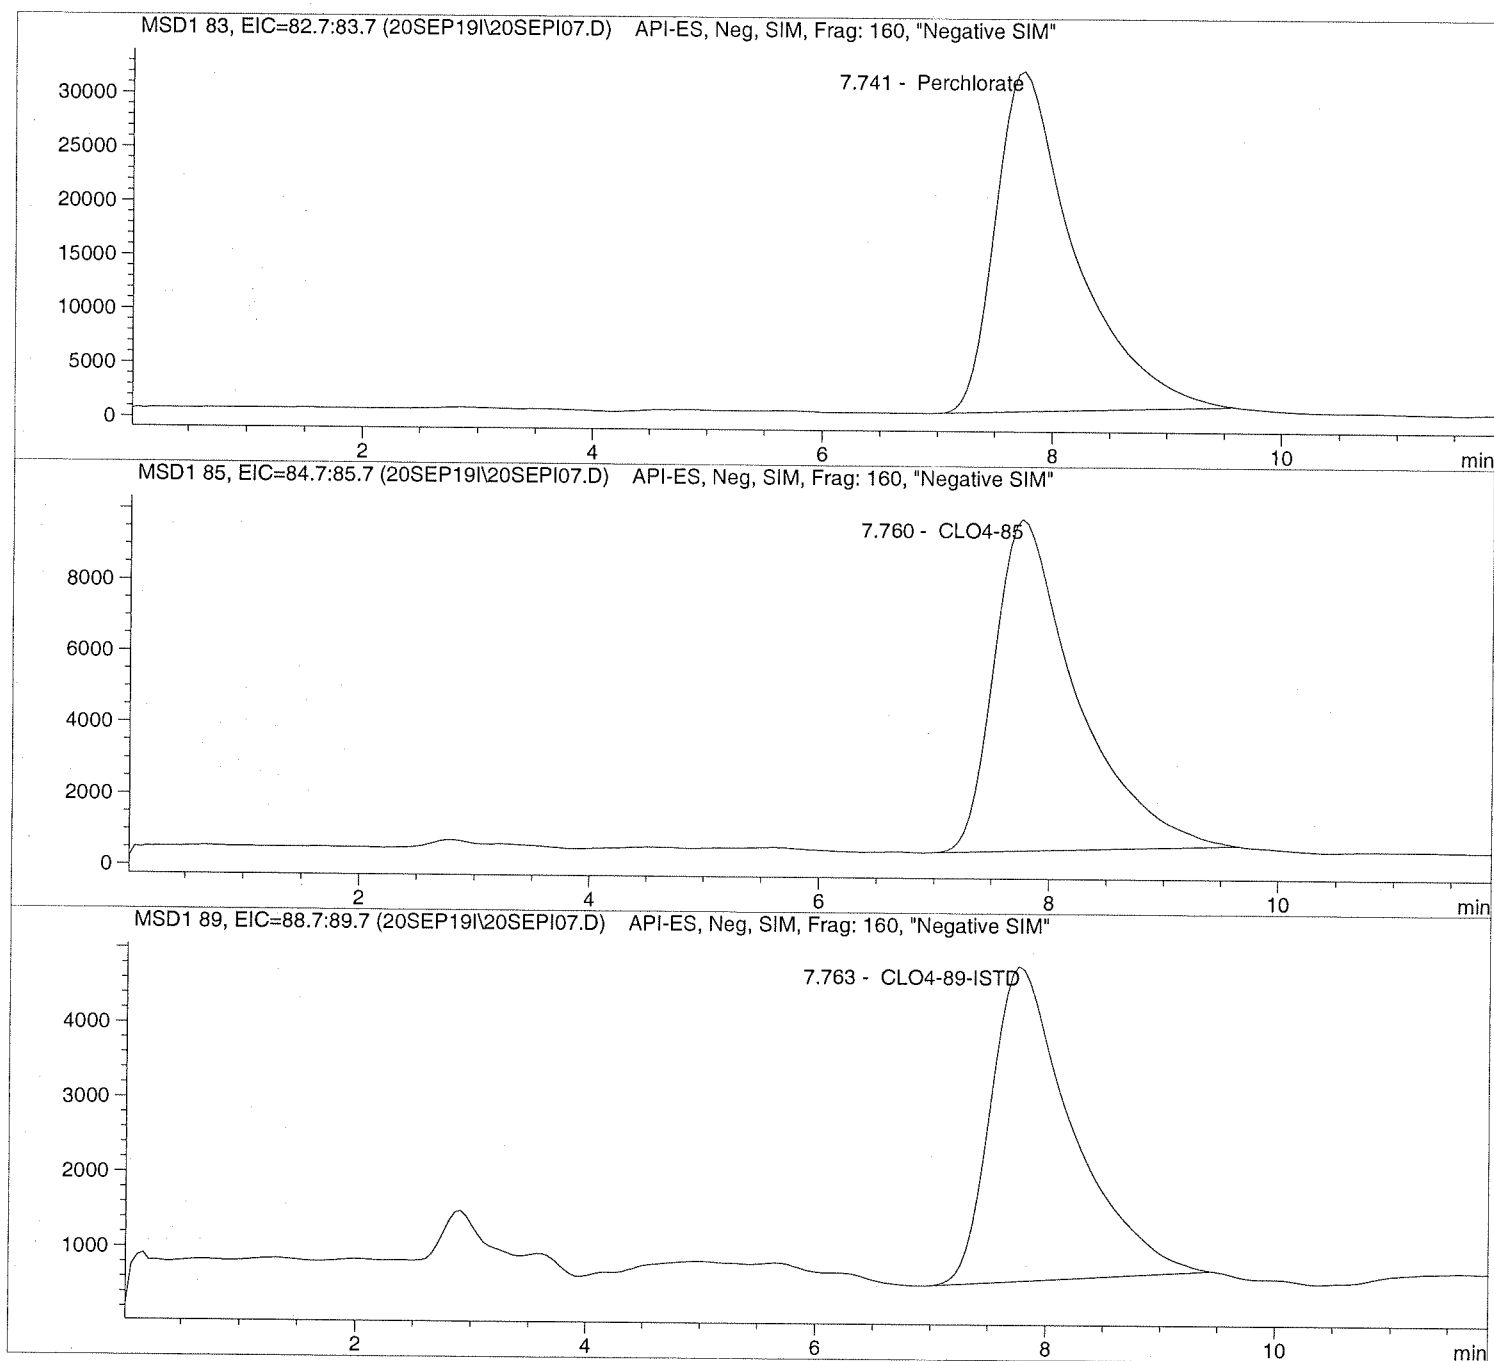 MSD1 83, EIC=82.7:83.7 (20SEP19I\20SEPI07.D)    API-ES, Neg, SIM, Frag: 160, "Negative SIM"
7.741 -  Perchlorate
30000
25000
20000
15000
10000
5000
0
2 4 6 8 10 min
MSD1 85, EIC=84.7:85.7 (20SEP19I\20SEPI07.D)    API-ES, Neg, SIM, Frag: 160, "Negative SIM"
7.760 -  CLO4-85
8000
6000
4000
2000
0
2 4 6 8 10 min
MSD1 89, EIC=88.7:89.7 (20SEP19I\20SEPI07.D)    API-ES, Neg, SIM, Frag: 160, "Negative SIM"
7.763 -  CLO4-89-ISTD
4000
3000
2000
1000
2 4 6 8 10 min